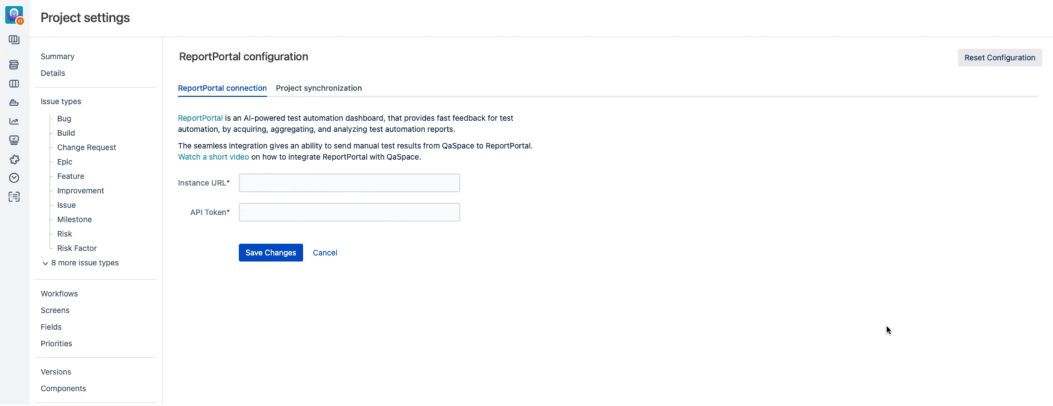 Project settings
Summary
Details
Issue types
Bug
Build
Change Request
Epic
Feature
Improvement
Issue
Milestone
Risk
Risk Factor
8 more issue types
Workflows
Screens
Fields
Priorities
Versions
Components
ReportPortal configuration
Reset Configuration
ReportPortal connection Project synchronization
ReportPortal is an AI-powered test automation dashboard, that provides fast feedback for test
automation, by acquiring, aggregating, and analyzing test automation reports.
The seamless integration gives an ability to send manual test results from QaSpace to ReportPortal.
Watch a short video on how to integrate ReportPortal with QaSpace.
Instance URL*
API Token*
Save Changes Cancel